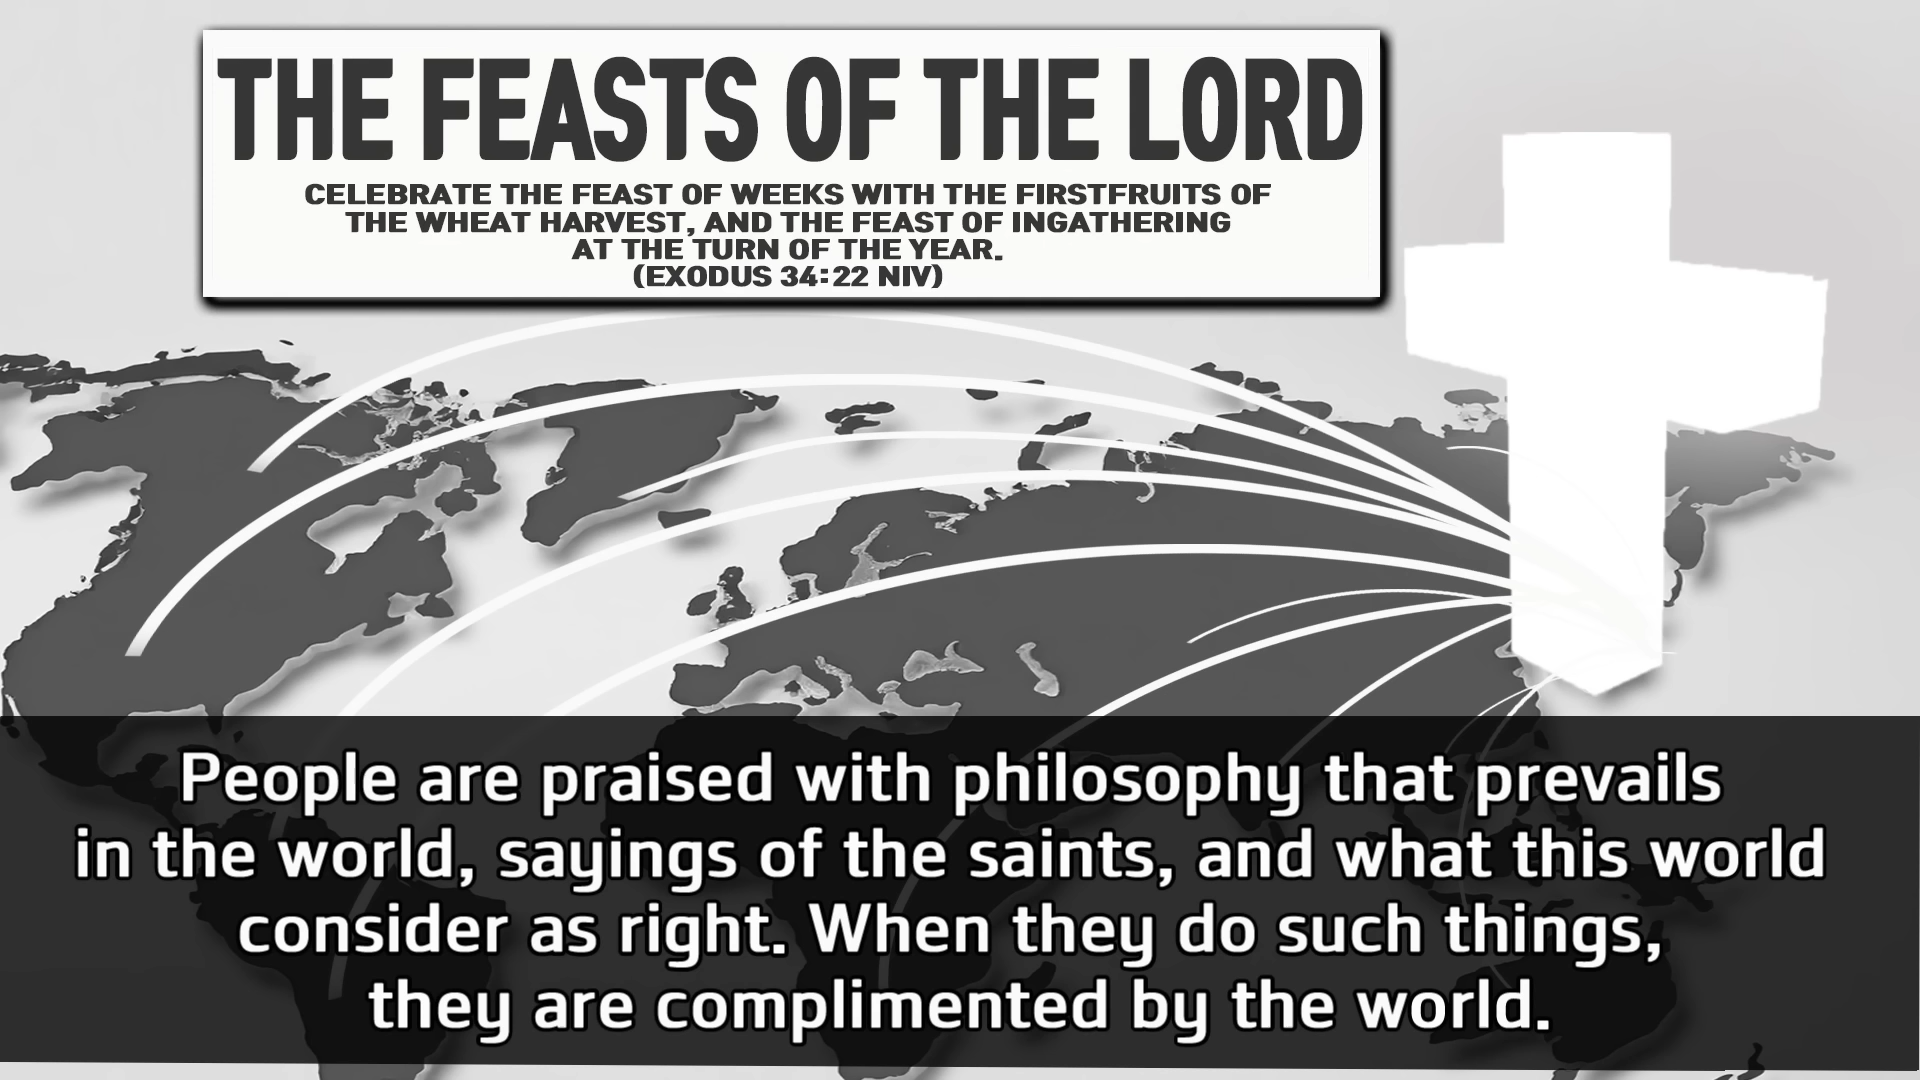 THE FEASTS OF THE LORD
CELEBRATE THE FEAST OF WEEKS WITH THE FIRSTFRUITS OF
THE WHEAT HARVEST, AND THE FEAST OF INGATHERING
AT THE TURN OF THE YEAR.
(EXODUS 34:22 NIV)
People are praised with philosophy that prevails
in the world, sayings of the saints, and what this world
consider as right. When they do such things,
they are complimented by the world.